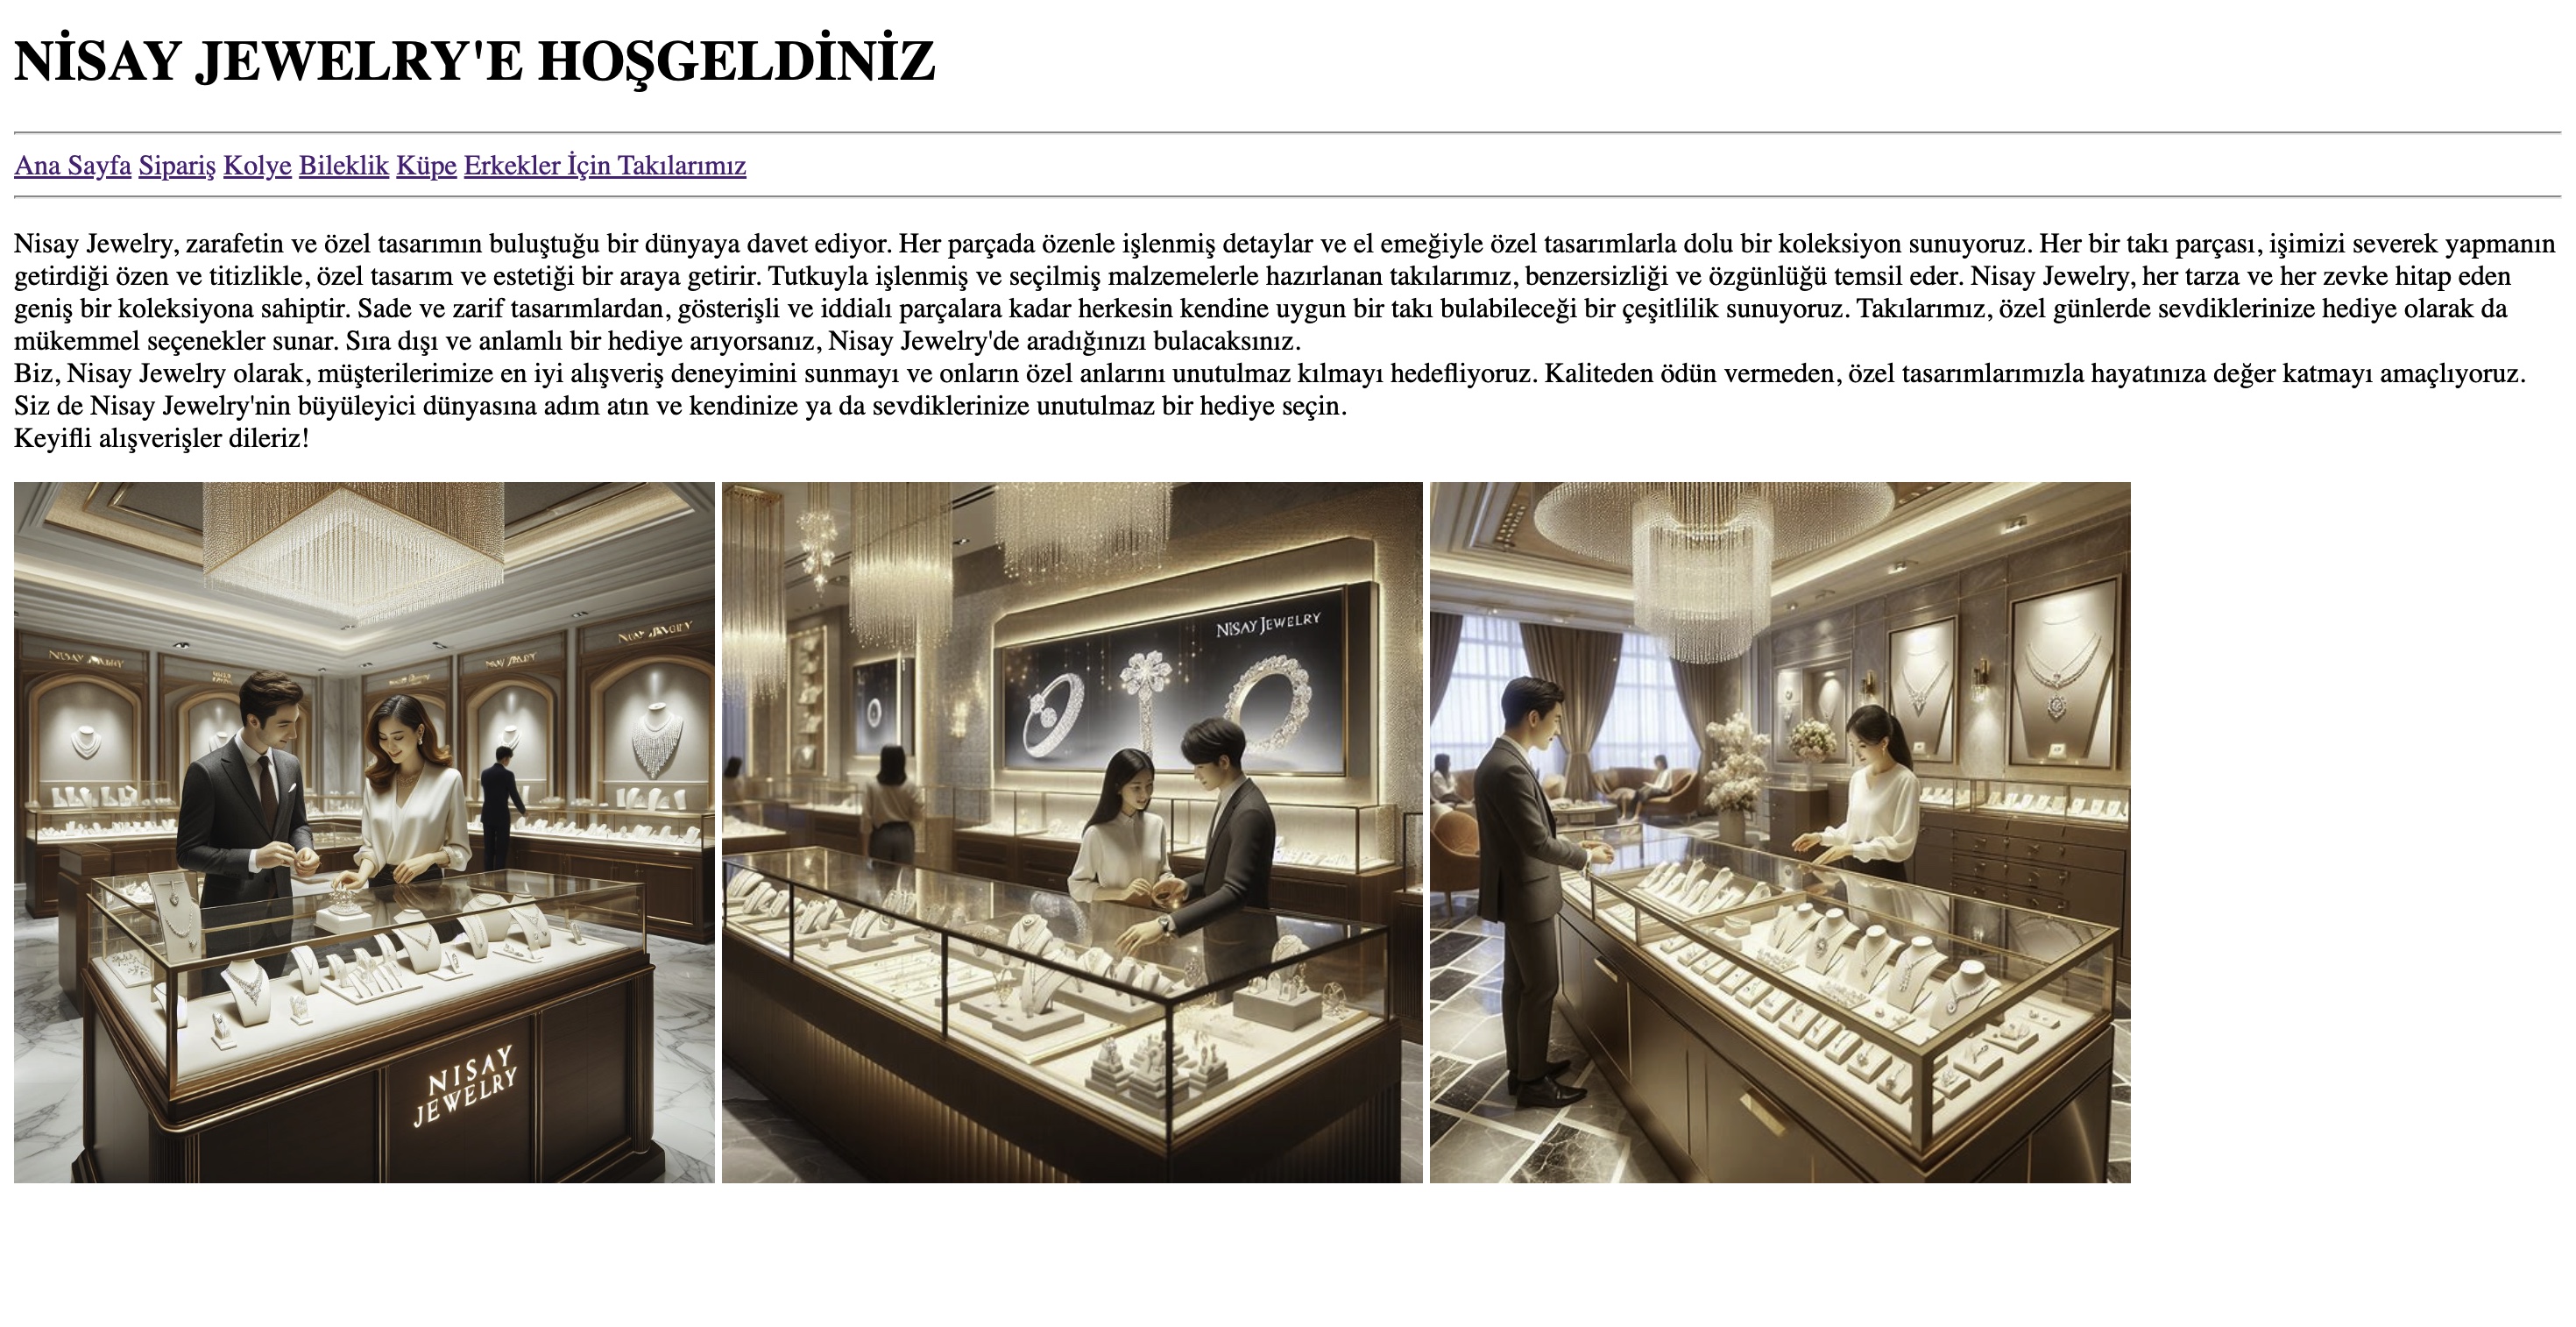 NİSAY JEWELRY'E HOŞGELDİNİZ
Ana Sayfa Sipariş Kolye Bileklik Küpe Erkekler İçin Takılarımız
Nisay Jewelry, zarafetin ve özel tasarımın buluştuğu bir dünyaya davet ediyor. Her parçada özenle işlenmiş detaylar ve el emeğiyle özel tasarımlarla dolu bir koleksiyon sunuyoruz. Her bir takı parçası, işimizi severek yapmanın
getirdiği özen ve titizlikle, özel tasarım ve estetiği bir araya getirir. Tutkuyla işlenmiş ve seçilmiş malzemelerle hazırlanan takılarımız, benzersizliği ve özgünlüğü temsil eder. Nisay Jewelry, her tarza ve her zevke hitap eden
geniş bir koleksiyona sahiptir. Sade ve zarif tasarımlardan, gösterişli ve iddialı parçalara kadar herkesin kendine uygun bir takı bulabileceği bir çeşitlilik sunuyoruz. Takılarımız, özel günlerde sevdiklerinize hediye olarak da
mükemmel seçenekler sunar. Sıra dışı ve anlamlı bir hediye arıyorsanız, Nisay Jewelry'de aradığınızı bulacaksınız.
Biz, Nisay Jewelry olarak, müşterilerimize en iyi alışveriş deneyimini sunmayı ve onların özel anlarını unutulmaz kılmayı hedefliyoruz. Kaliteden ödün vermeden, özel tasarımlarımızla hayatınıza değer katmayı amaçlıyoruz.
Siz de Nisay Jewelry'nin büyüleyici dünyasına adım atın ve kendinize ya da sevdiklerinize unutulmaz bir hediye seçin.
Keyifli alışverişler dileriz!
NISAY
JEWELRY
NISAY JEWELRY